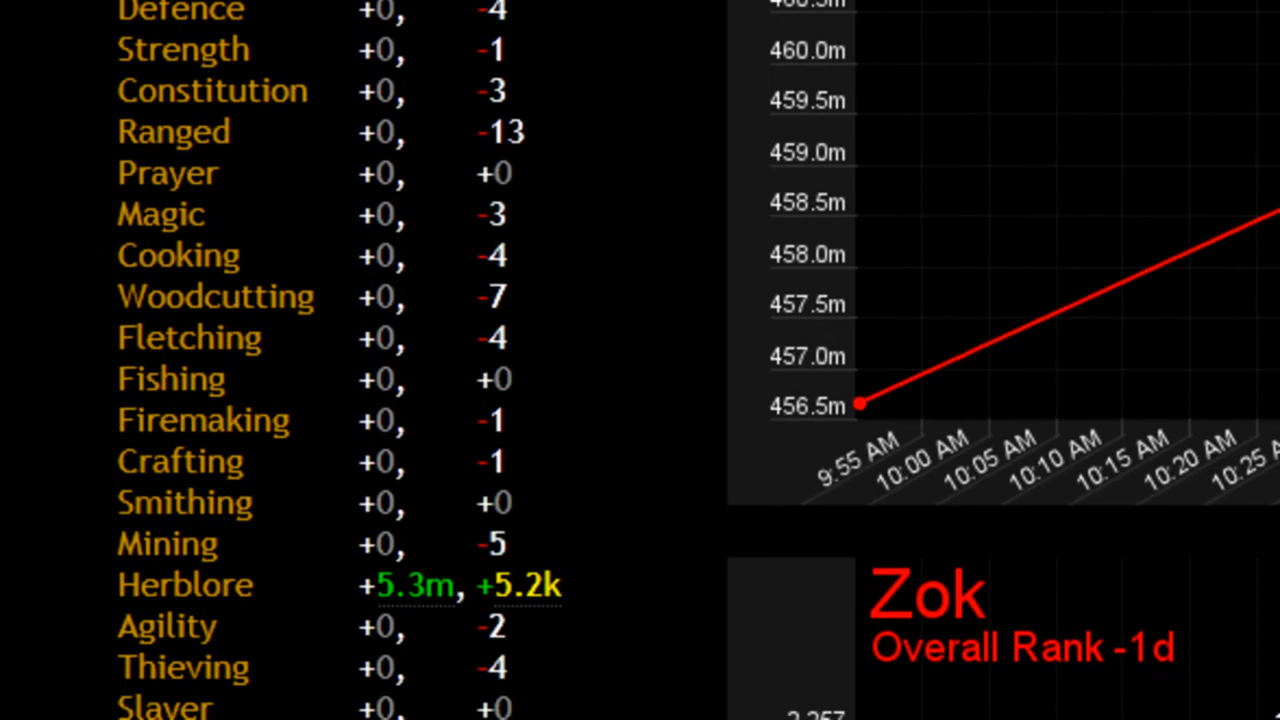 Defence +0, -4
Strength +0, -1
Constitution +0, -3
Ranged +0, -13
Prayer +0, +0
Magic +0, -3
Cooking +0, -4
Woodcutting +0, -7
Fletching +0, -4
Fishing +0, +0
Firemaking +0, -1
Crafting +0, -1
Smithing +0, +0
Mining +0, -5
Herblore +5.3m, +5.2k
Agility +0, -2
Thieving +0, -4
Slayer +0, +0
460.5m
460.0m
459.5m
459.0m
458.5m
458.0m
457.5m
457.0m
456.5m
9:55 AM
10:00 AM
10:05 AM
10:10 AM
10:15 AM
10:20 AM
10:25 A
Zok
Overall Rank -1d
2,257